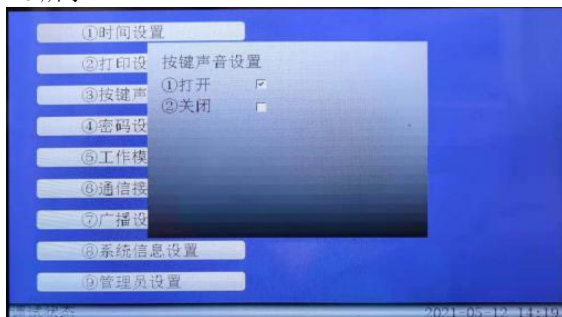 ①时间设置
②打印设
按键声音设置
①打开
③按键声
②关闭
④密码设
⑤工作模
⑥通信接
⑦广播设
⑧系统信息设置
⑨管理员设置
2021-05-12 14:19